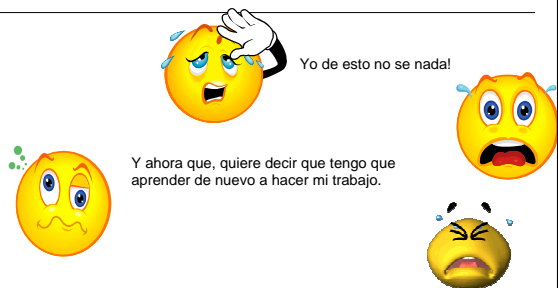 Yo de esto no se nada!
Y ahora que, quiere decir que tengo que
aprender de nuevo a hacer mi trabajo.